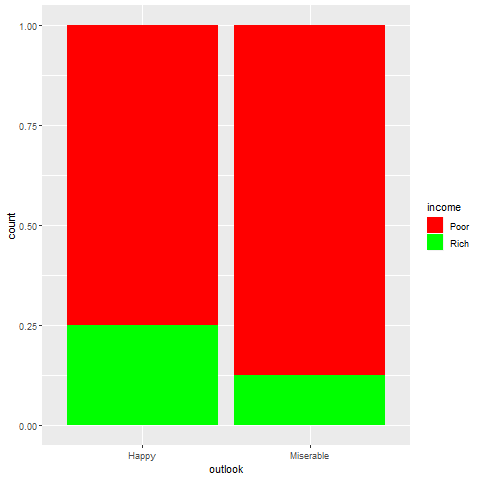 1.00
0.75
0.50
0.25
0.00
count
Happy
Miserable
outlook
income
Poor
Rich